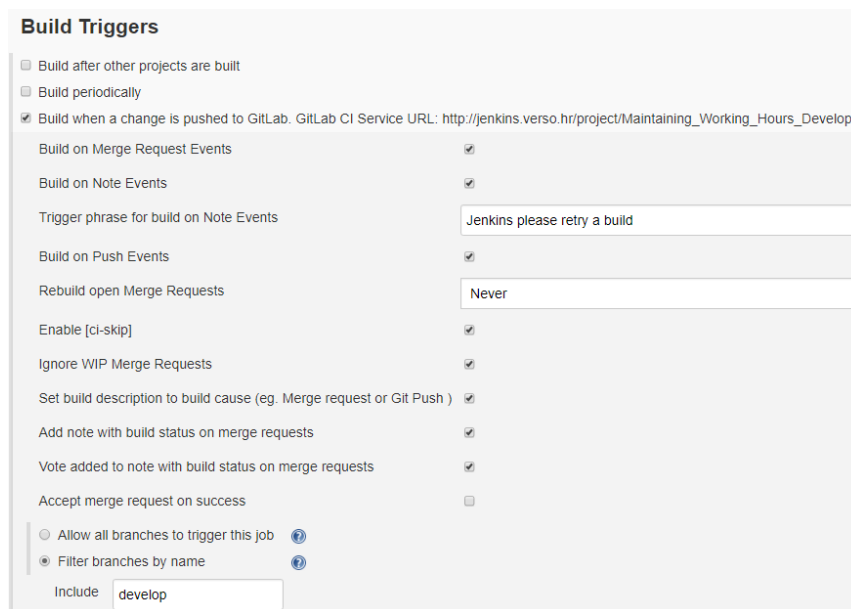 Build Triggers
Build after other projects are built
Build periodically
Build when a change is pushed to GitLab. GitLab CI Service URL: http://jenkins.verso.hr/project/Maintaining_Working_Hours_Develop
Build on Merge Request Events
Build on Note Events
Trigger phrase for build on Note Events
Jenkins please retry a build
Build on Push Events
Rebuild open Merge Requests
Never
Enable [ci-skip]
Ignore WIP Merge Requests
Set build description to build cause (eg. Merge request or Git Push )
Add note with build status on merge requests
Vote added to note with build status on merge requests
Accept merge request on success
Allow all branches to trigger this job
Filter branches by name
Include
develop